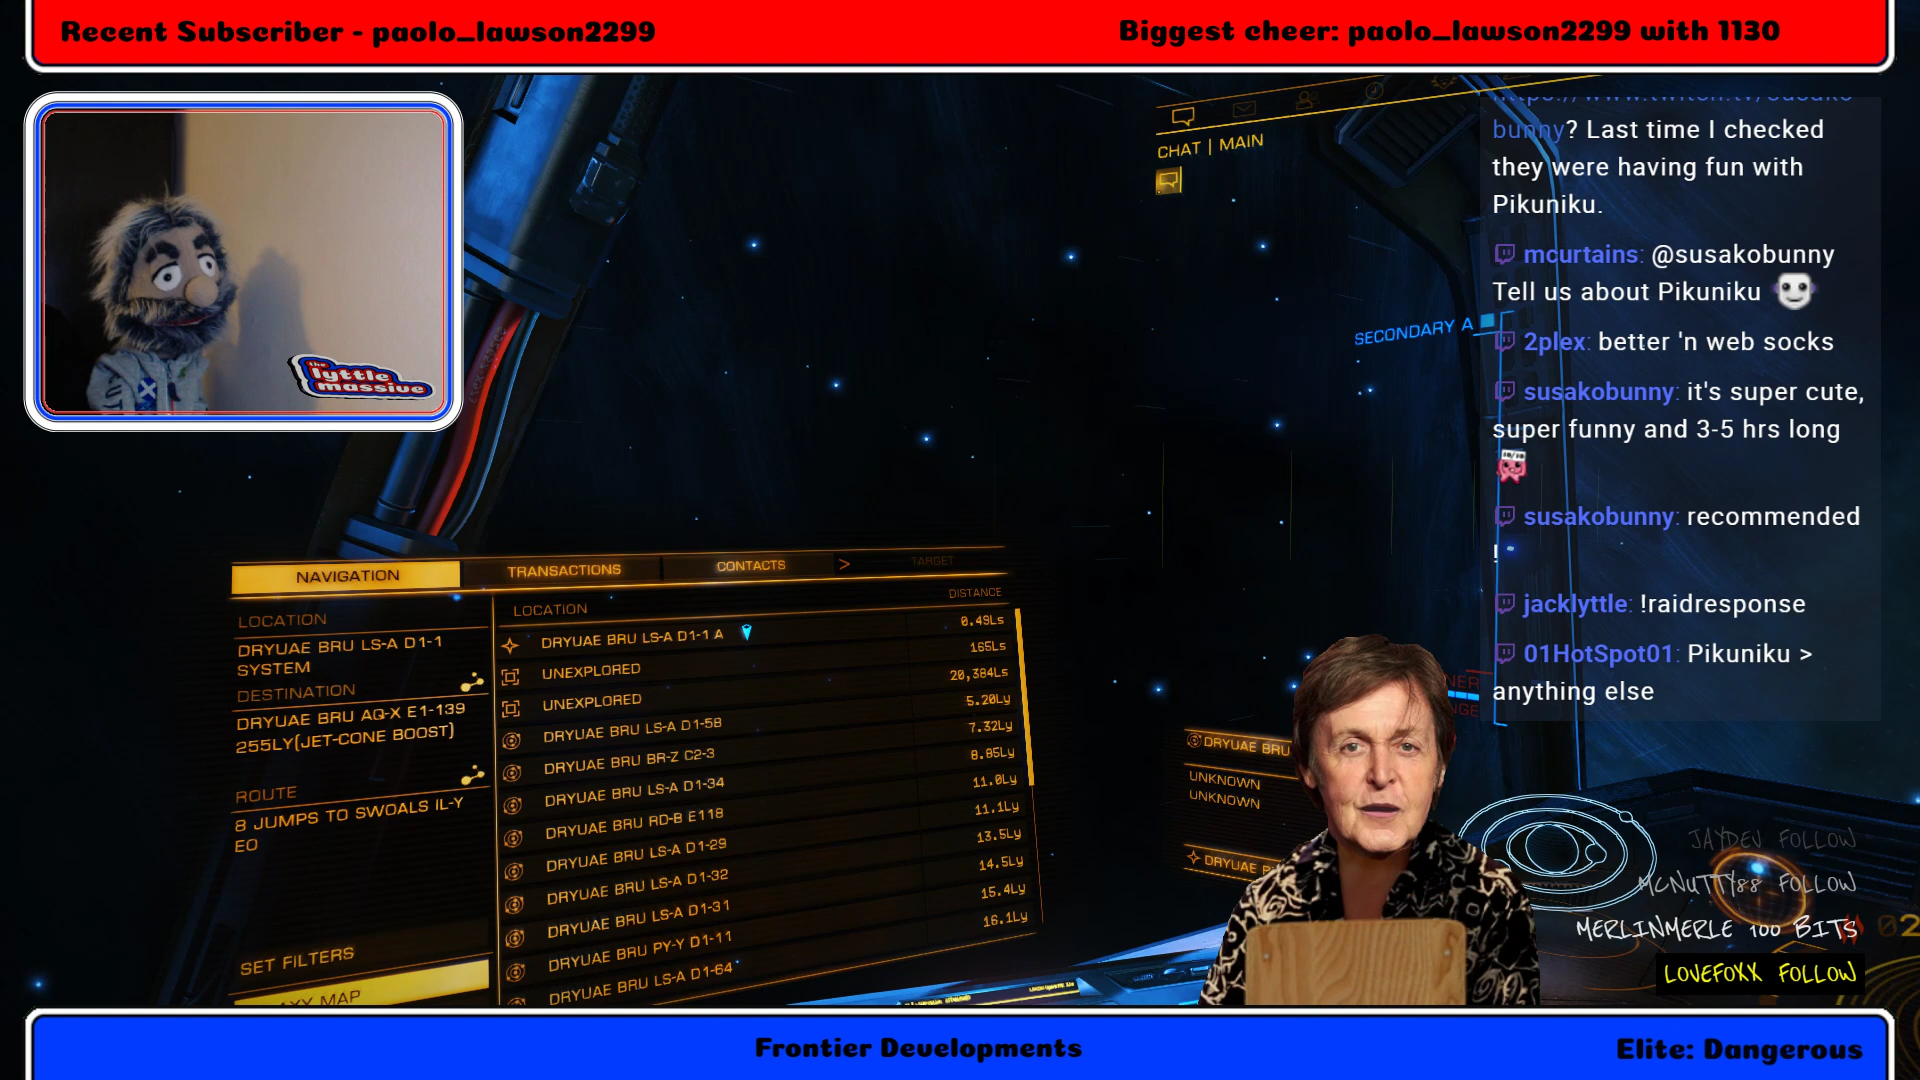 Recent Subscriber - paolo_lawson2299
Biggest cheer: paolo_lawson2299 with 1130
the
lyttle
massive
CHAT | MAIN
SECONDARY A
bunny? Last time I checked
they were having fun with
Pikuniku.
mcurtains: @susakobunny
Tell us about Pikuniku
2plex: better 'n web socks
susakobunny: it's super cute,
super funny and 3-5 hrs long
susakobunny: recommended
!
jacklyttle: !raidresponse
01HotSpot01: Pikuniku >
anything else
NAVIGATION
TRANSACTIONS
CONTACTS
>
TARGET
LOCATION
DRYUAE BRU LS-A D1-1
SYSTEM
DESTINATION
DRYUAE BRU AQ-X E1-139
255LY(JET-CONE BOOST)
ROUTE
8 JUMPS TO SWOALS IL-Y
E0
SET FILTERS
AXY MAP
LOCATION
DISTANCE
DRYUAE BRU LS-A D1-1 A 0.49Ls
UNEXPLORED 165Ls
UNEXPLORED 20,384Ls
DRYUAE BRU LS-A D1-58 5.20Ly
DRYUAE BRU BR-Z C2-3 7.32Ly
DRYUAE BRU LS-A D1-34 8.85Ly
DRYUAE BRU RD-B E118 11.0Ly
DRYUAE BRU LS-A D1-29 11.1Ly
DRYUAE BRU LS-A D1-32 13.5Ly
DRYUAE BRU LS-A D1-31 14.5Ly
DRYUAE BRU PY-Y D1-11 15.4Ly
DRYUAE BRU LS-A D1-64 16.1Ly
DRYUAE BRU
UNKNOWN
UNKNOWN
DRYUAE B
JAYDEV FOLLOW
MCNUTTY88 FOLLOW
MERLINMERLE 100 BITS
LOVEFOXX FOLLOW
02
Frontier Developments
Elite: Dangerous